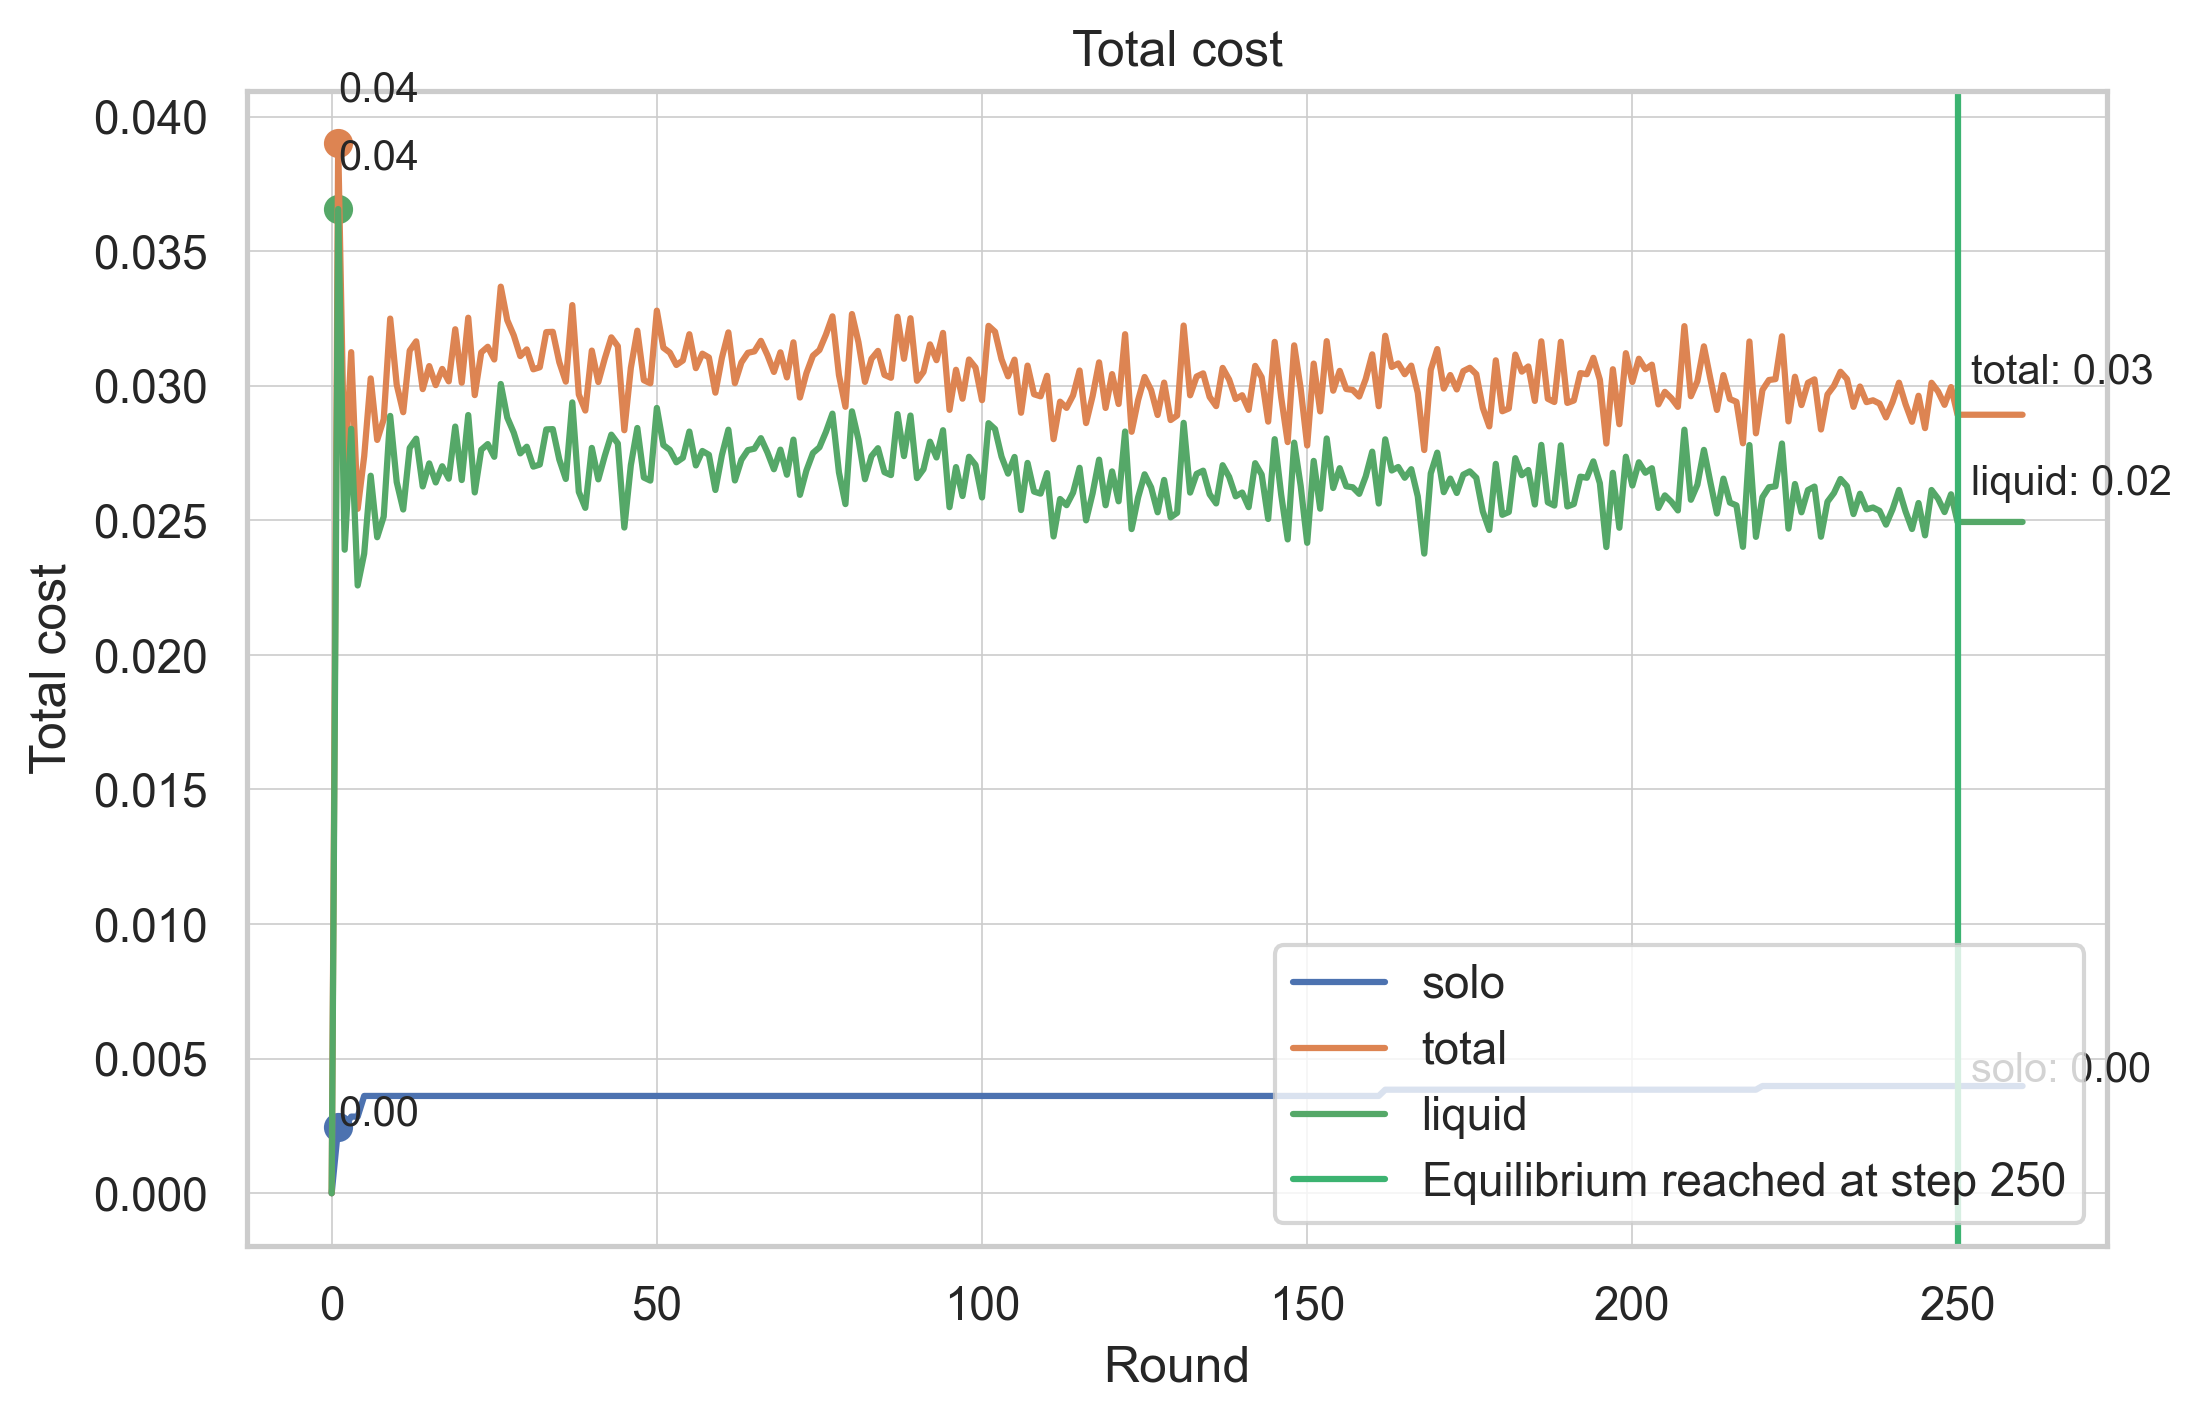 Total cost
0.04
0.04
0.040
0.035
0.030
0.025
0.020
0.015
0.010
0.005
0.000
Total cost
total: 0.03
liquid: 0.02
solo: 0.00
0.00
solo
total
liquid
Equilibrium reached at step 250
0 50 100 150 200 250
Round